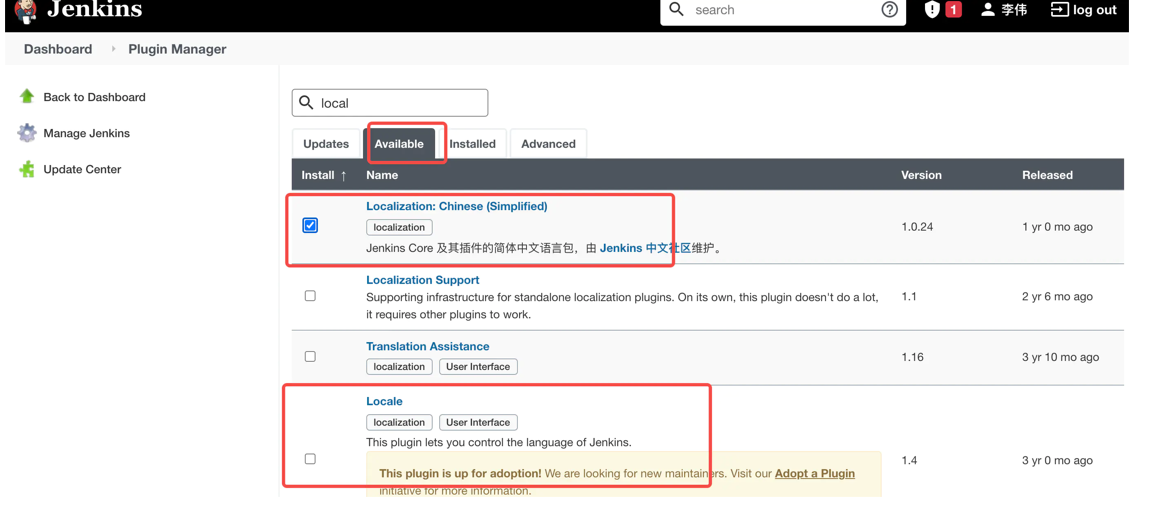 Jenkins
search
1
李伟
log out
Dashboard
Plugin Manager
Back to Dashboard
Manage Jenkins
Update Center
local
Updates
Available
Installed
Advanced
Install ↑
Name
Version
Released
Localization: Chinese (Simplified)
localization
Jenkins Core 及其插件的简体中文语言包，由 Jenkins 中文社区维护。
1.0.24
1 yr 0 mo ago
Localization Support
Supporting infrastructure for standalone localization plugins. On its own, this plugin doesn't do a lot,
it requires other plugins to work.
1.1
2 yr 6 mo ago
Translation Assistance
localization
User Interface
1.16
3 yr 10 mo ago
Locale
localization
User Interface
This plugin lets you control the language of Jenkins.
This plugin is up for adoption! We are looking for new maintainers. Visit our Adopt a Plugin
initiative for more information.
1.4
3 yr 0 mo ago